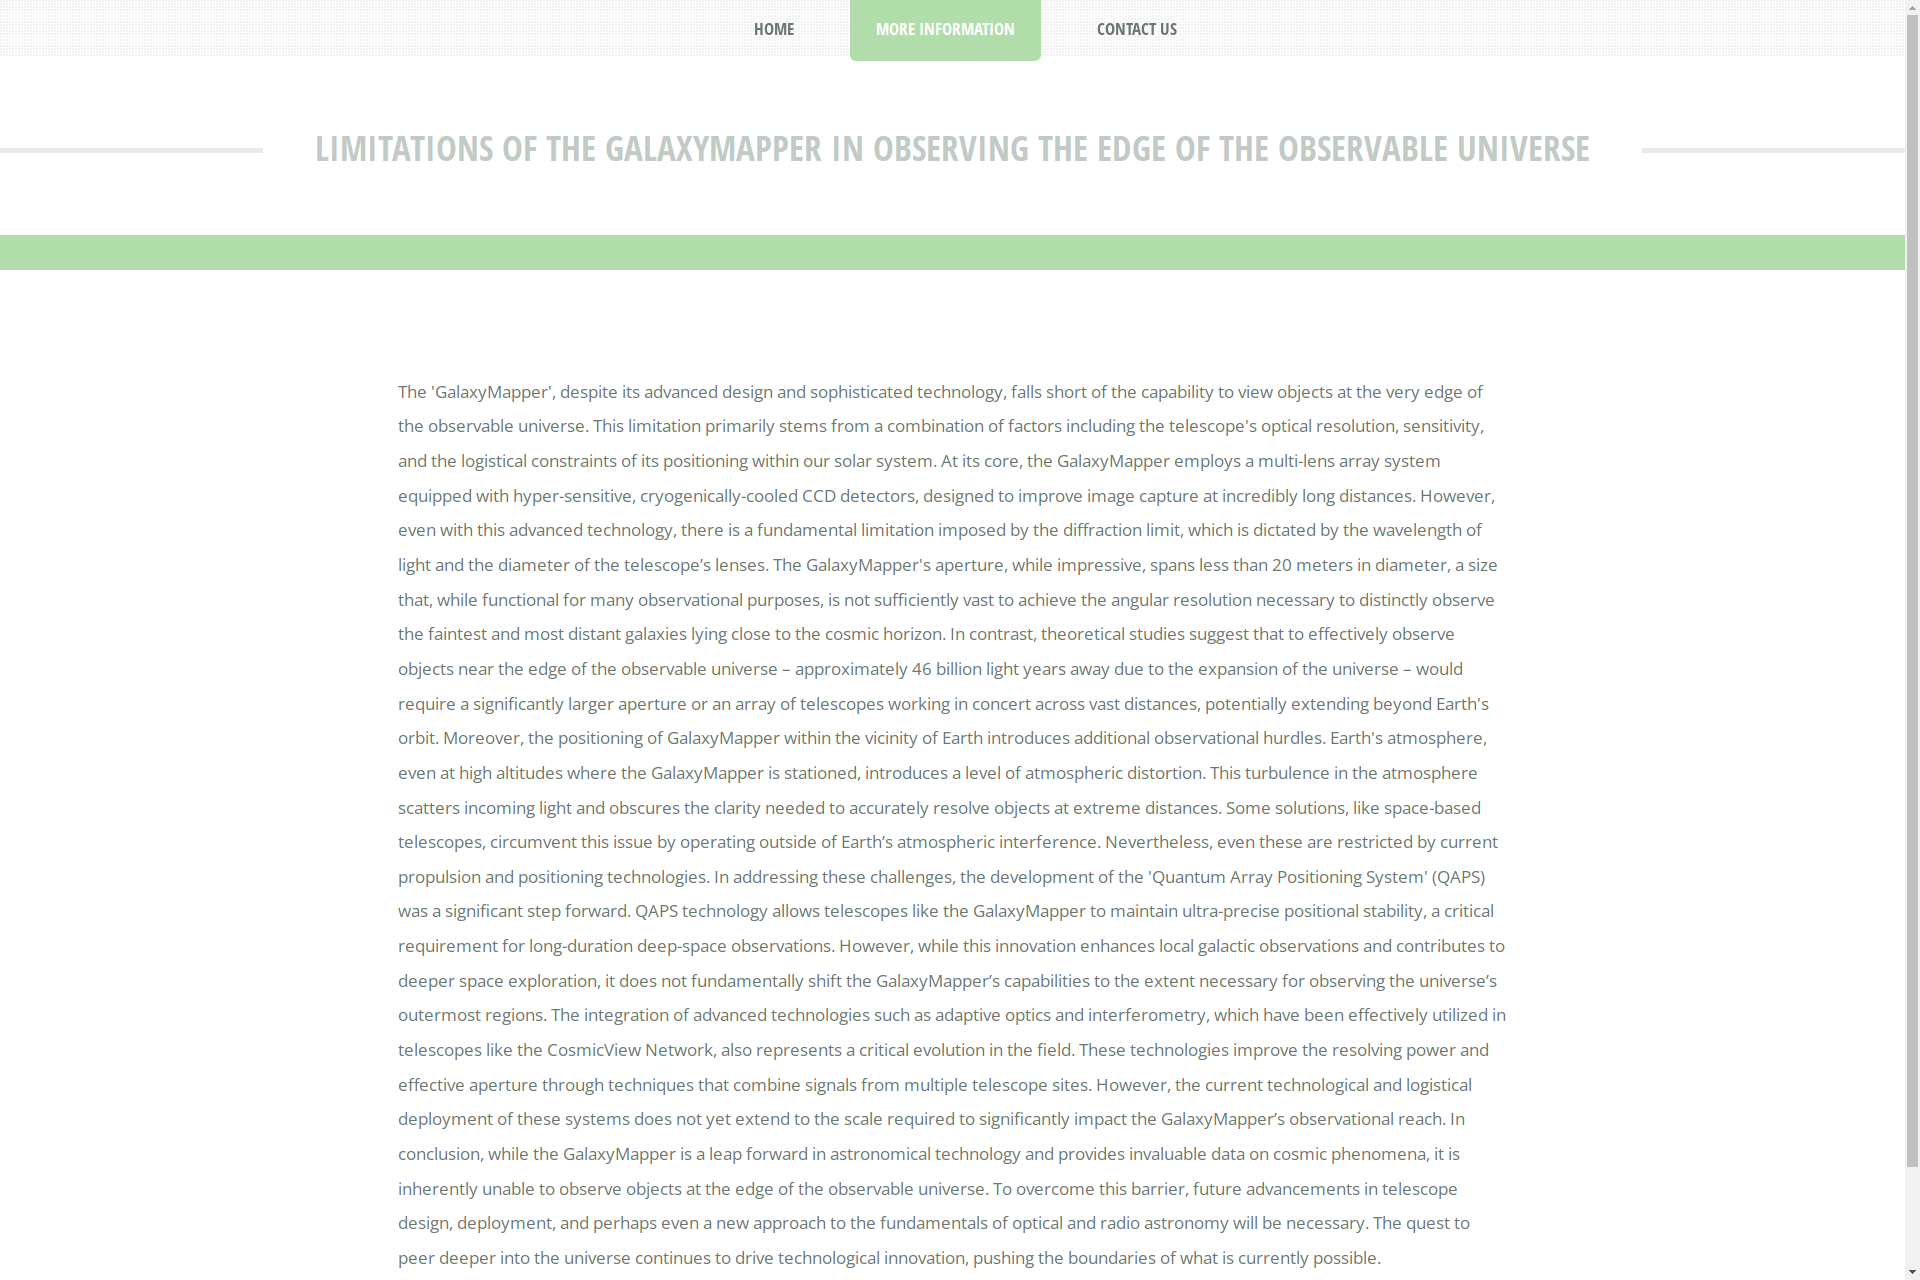 HOME
MORE INFORMATION
CONTACT US
LIMITATIONS OF THE GALAXYMAPPER IN OBSERVING THE EDGE OF THE OBSERVABLE UNIVERSE
The 'GalaxyMapper', despite its advanced design and sophisticated technology, falls short of the capability to view objects at the very edge of
the observable universe. This limitation primarily stems from a combination of factors including the telescope's optical resolution, sensitivity,
and the logistical constraints of its positioning within our solar system. At its core, the GalaxyMapper employs a multi-lens array system
equipped with hyper-sensitive, cryogenically-cooled CCD detectors, designed to improve image capture at incredibly long distances. However,
even with this advanced technology, there is a fundamental limitation imposed by the diffraction limit, which is dictated by the wavelength of
light and the diameter of the telescope’s lenses. The GalaxyMapper's aperture, while impressive, spans less than 20 meters in diameter, a size
that, while functional for many observational purposes, is not sufficiently vast to achieve the angular resolution necessary to distinctly observe
the faintest and most distant galaxies lying close to the cosmic horizon. In contrast, theoretical studies suggest that to effectively observe
objects near the edge of the observable universe – approximately 46 billion light years away due to the expansion of the universe – would
require a significantly larger aperture or an array of telescopes working in concert across vast distances, potentially extending beyond Earth's
orbit. Moreover, the positioning of GalaxyMapper within the vicinity of Earth introduces additional observational hurdles. Earth's atmosphere,
even at high altitudes where the GalaxyMapper is stationed, introduces a level of atmospheric distortion. This turbulence in the atmosphere
scatters incoming light and obscures the clarity needed to accurately resolve objects at extreme distances. Some solutions, like space-based
telescopes, circumvent this issue by operating outside of Earth’s atmospheric interference. Nevertheless, even these are restricted by current
propulsion and positioning technologies. In addressing these challenges, the development of the 'Quantum Array Positioning System' (QAPS)
was a significant step forward. QAPS technology allows telescopes like the GalaxyMapper to maintain ultra-precise positional stability, a critical
requirement for long-duration deep-space observations. However, while this innovation enhances local galactic observations and contributes to
deeper space exploration, it does not fundamentally shift the GalaxyMapper’s capabilities to the extent necessary for observing the universe’s
outermost regions. The integration of advanced technologies such as adaptive optics and interferometry, which have been effectively utilized in
telescopes like the CosmicView Network, also represents a critical evolution in the field. These technologies improve the resolving power and
effective aperture through techniques that combine signals from multiple telescope sites. However, the current technological and logistical
deployment of these systems does not yet extend to the scale required to significantly impact the GalaxyMapper’s observational reach. In
conclusion, while the GalaxyMapper is a leap forward in astronomical technology and provides invaluable data on cosmic phenomena, it is
inherently unable to observe objects at the edge of the observable universe. To overcome this barrier, future advancements in telescope
design, deployment, and perhaps even a new approach to the fundamentals of optical and radio astronomy will be necessary. The quest to
peer deeper into the universe continues to drive technological innovation, pushing the boundaries of what is currently possible.